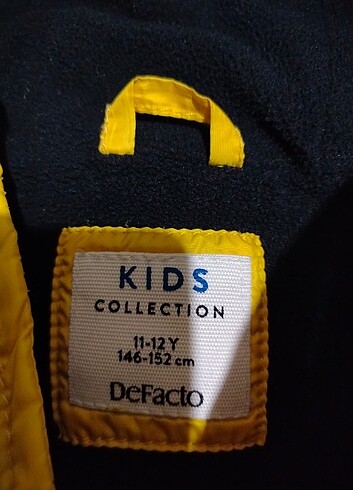 KIDS
COLLECTION
11-12 Y
146-152 cm
DeFacto